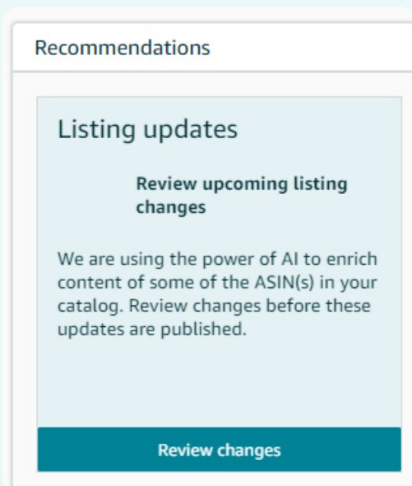 Recommendations
Listing updates
Review upcoming listing
changes
We are using the power of AI to enrich
content of some of the ASIN(s) in your
catalog. Review changes before these
updates are published.
Review changes